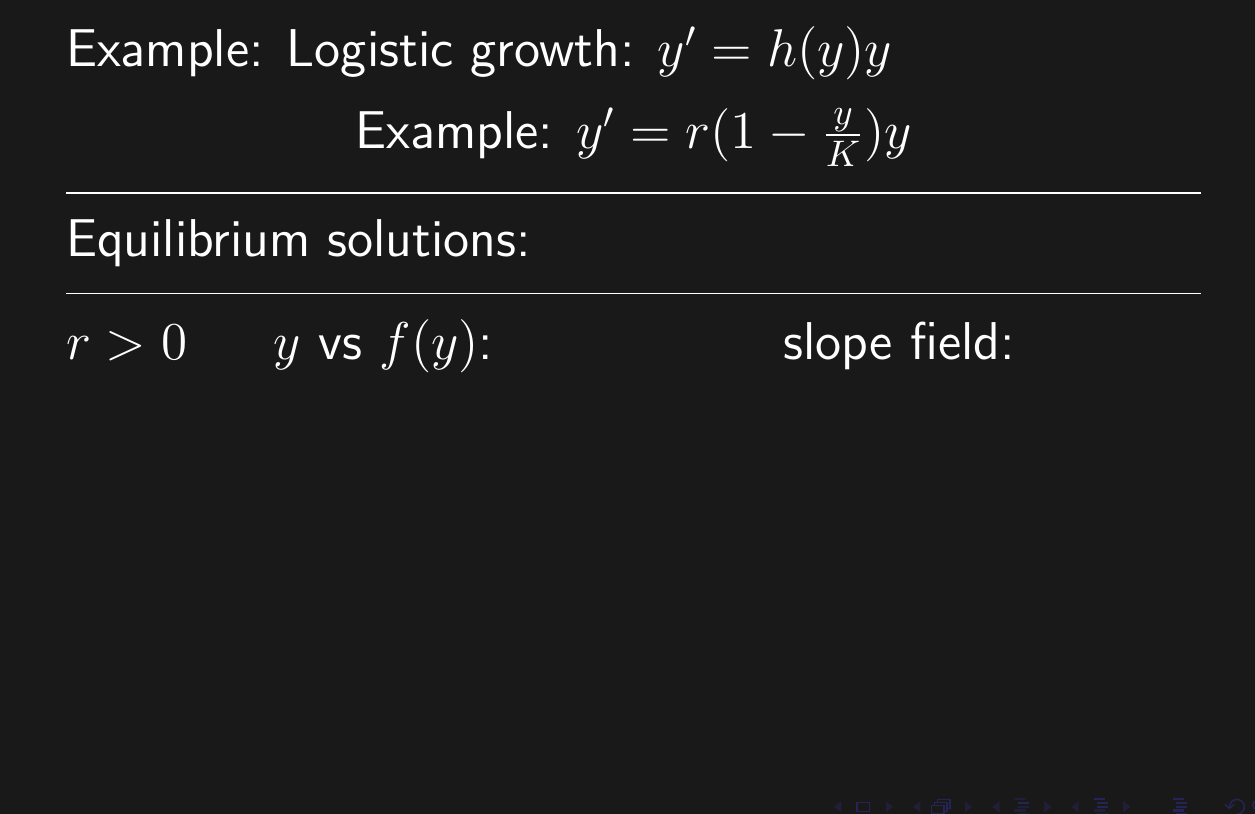 Example: Logistic growth: y′ = h(y)y
Example: y′ = r(1 − y/K)y
Equilibrium solutions:
r > 0 y vs f(y): slope field: